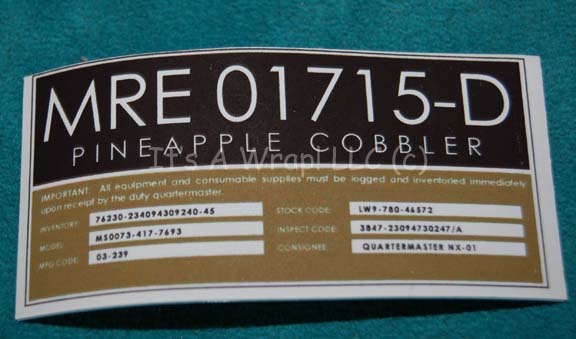 MRE 01715-D
PINEAPPLE COBBLER
It's A Wrap! LLC (c)
IMPORTANT: All equipment and consumable supplies must be logged and inventoried immediately
upon receipt by the duty quartermaster.
INVENTORY: 76230-234094309240-45 STOCK CODE: LW9-780-46572
MODEL: MS0073-417-7693 INSPECT CODE: 3847-23094730247/A
MFG CODE: 03-239 CONSIGNEE: QUARTERMASTER NX-01